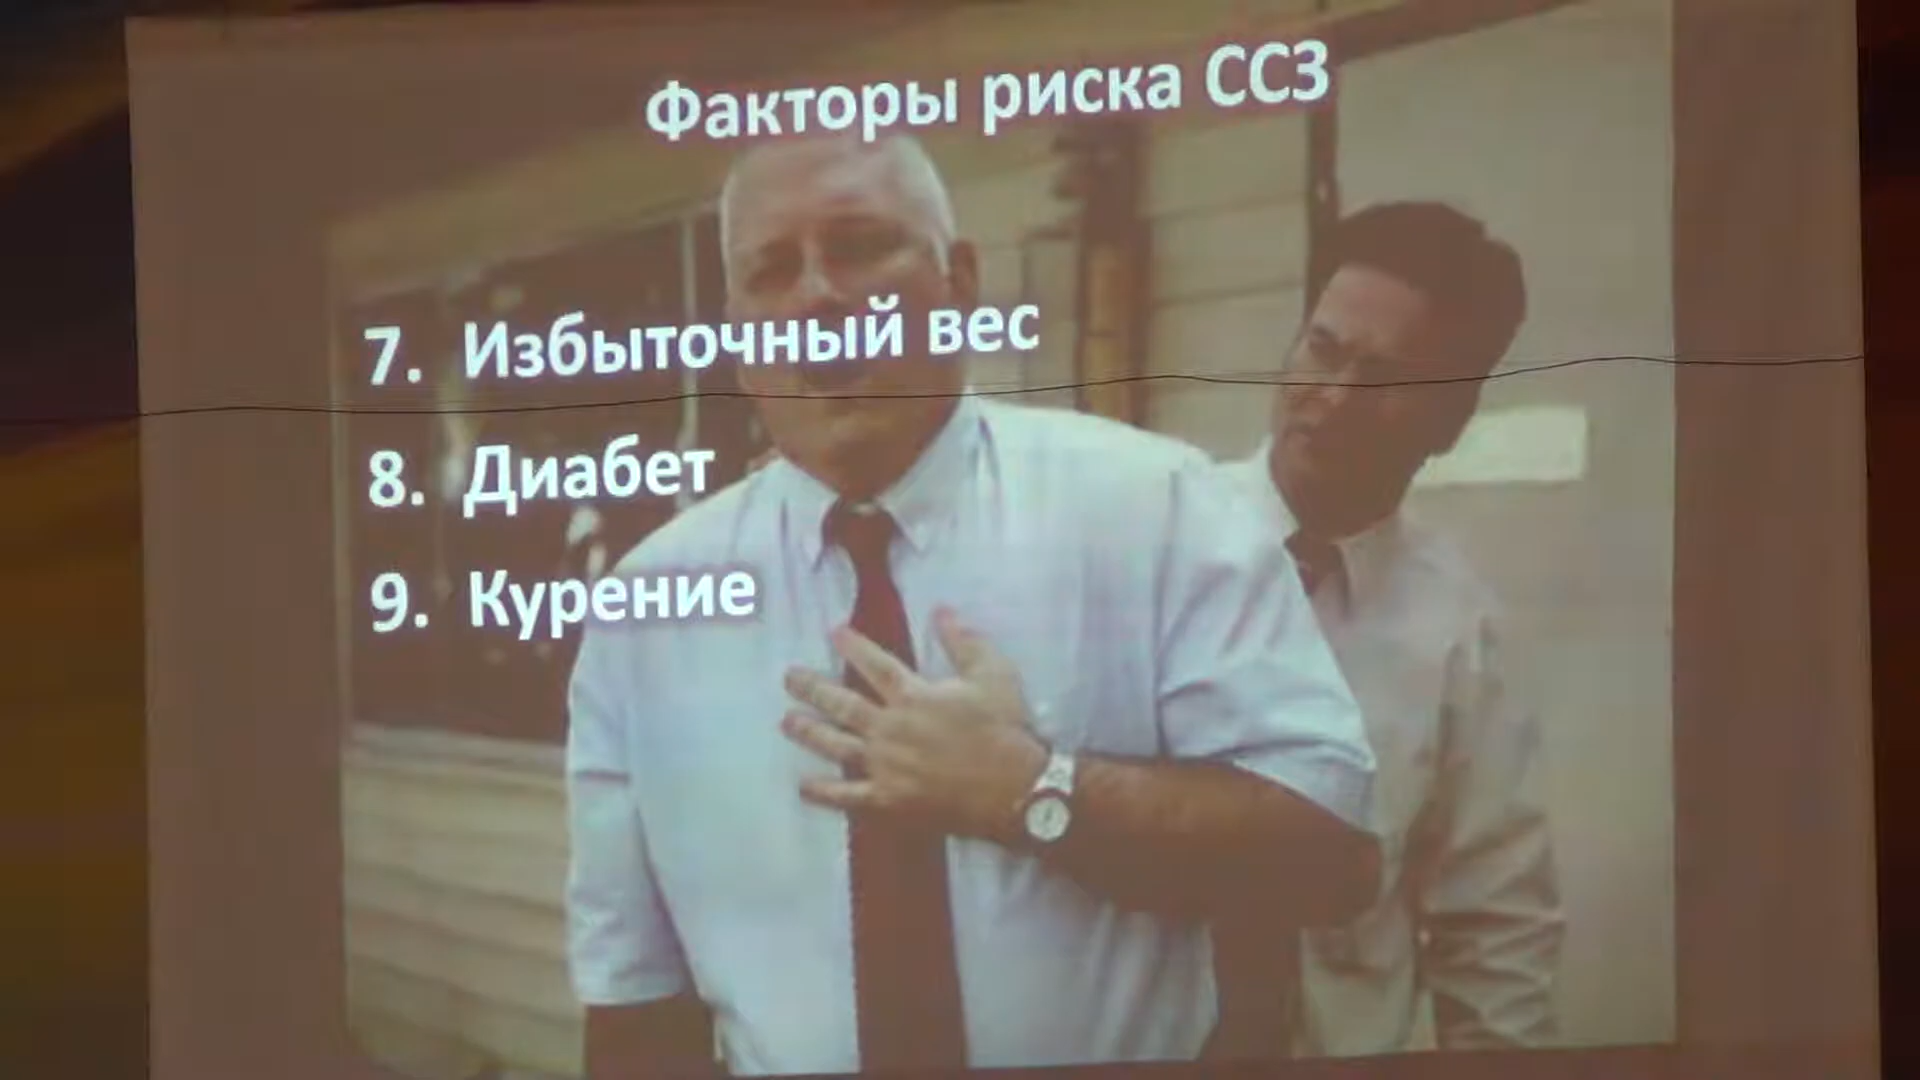 Факторы риска ССЗ
7. Избыточный вес
8. Диабет
9. Курение